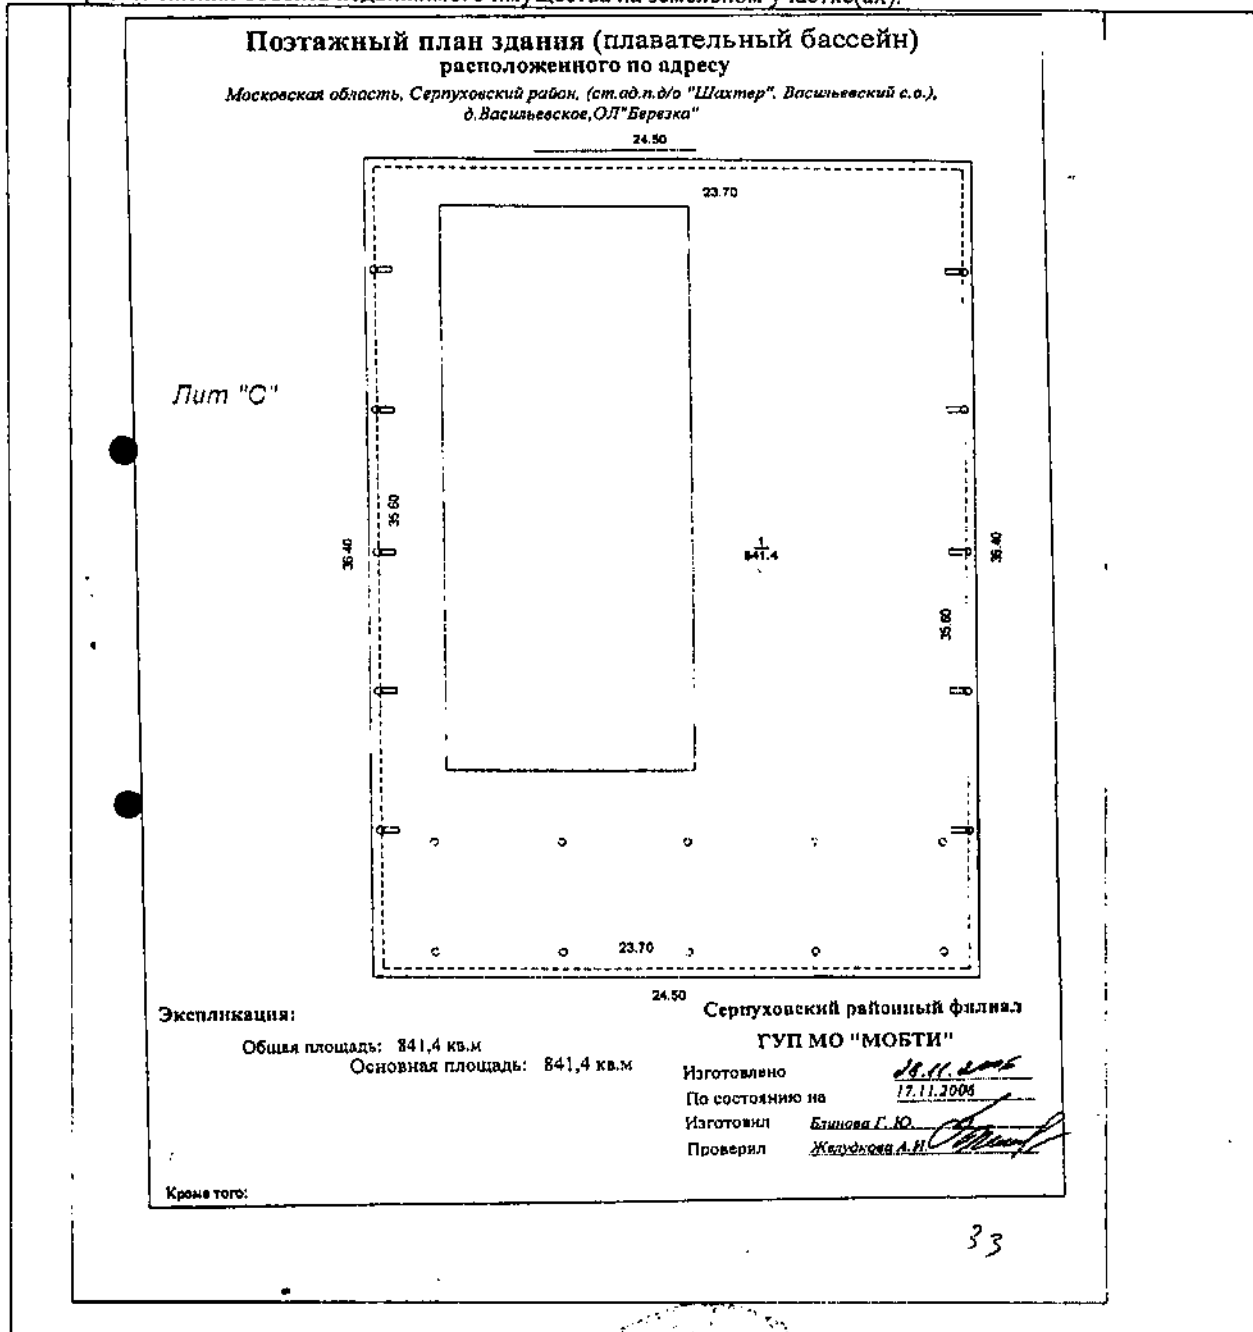 Поэтажный план здания (плавательный бассейн)
расположенного по адресу
Московская область, Серпуховский район, (ст.ад.п.д/о "Шахтер", Васильевский с.о.),
д.Васильевское,ОЛ"Березка"
24.50
23.70
Лит "С"
35.60
36.40
1
841.4
36.40
35.60
23.70
24.50
Экспликация:
Общая площадь: 841,4 кв.м
Основная площадь: 841,4 кв.м
Серпуховский районный филиал
ГУП МО "МОБТИ"
Изготовлено 28.11.2006
По состоянию на 17.11.2006
Изготовил Блинова Г. Ю.
Проверил Желудкова А.И.
Кроме того:
33